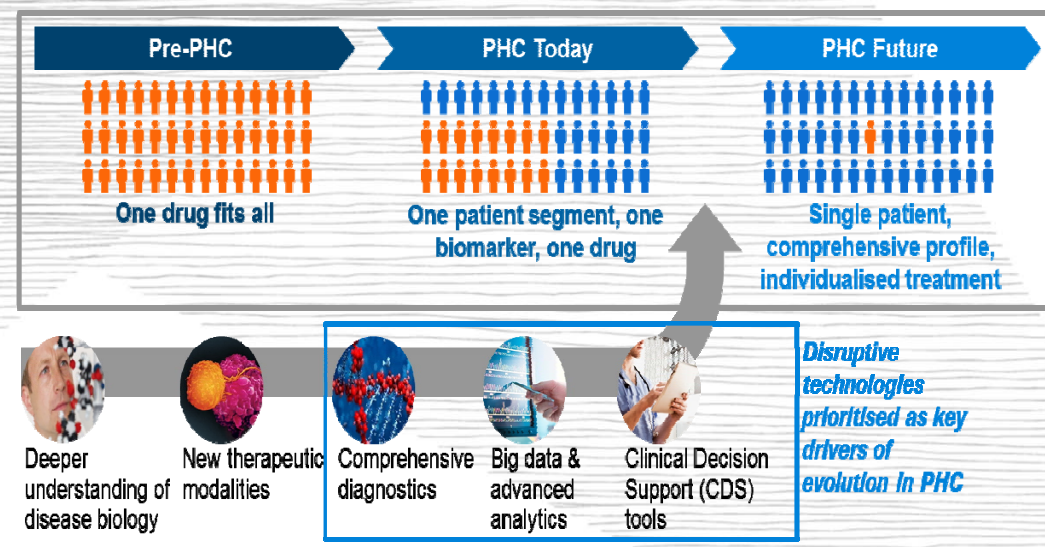 Pre-PHC
PHC Today
PHC Future
One drug fits all
One patient segment, one
biomarker, one drug
Single patient,
comprehensive profile,
individualised treatment
Deeper
understanding of
disease biology
New therapeutic
modalities
Comprehensive
diagnostics
Big data &
advanced
analytics
Clinical Decision
Support (CDS)
tools
Disruptive
technologies
prioritised as key
drivers of
evolution in PHC